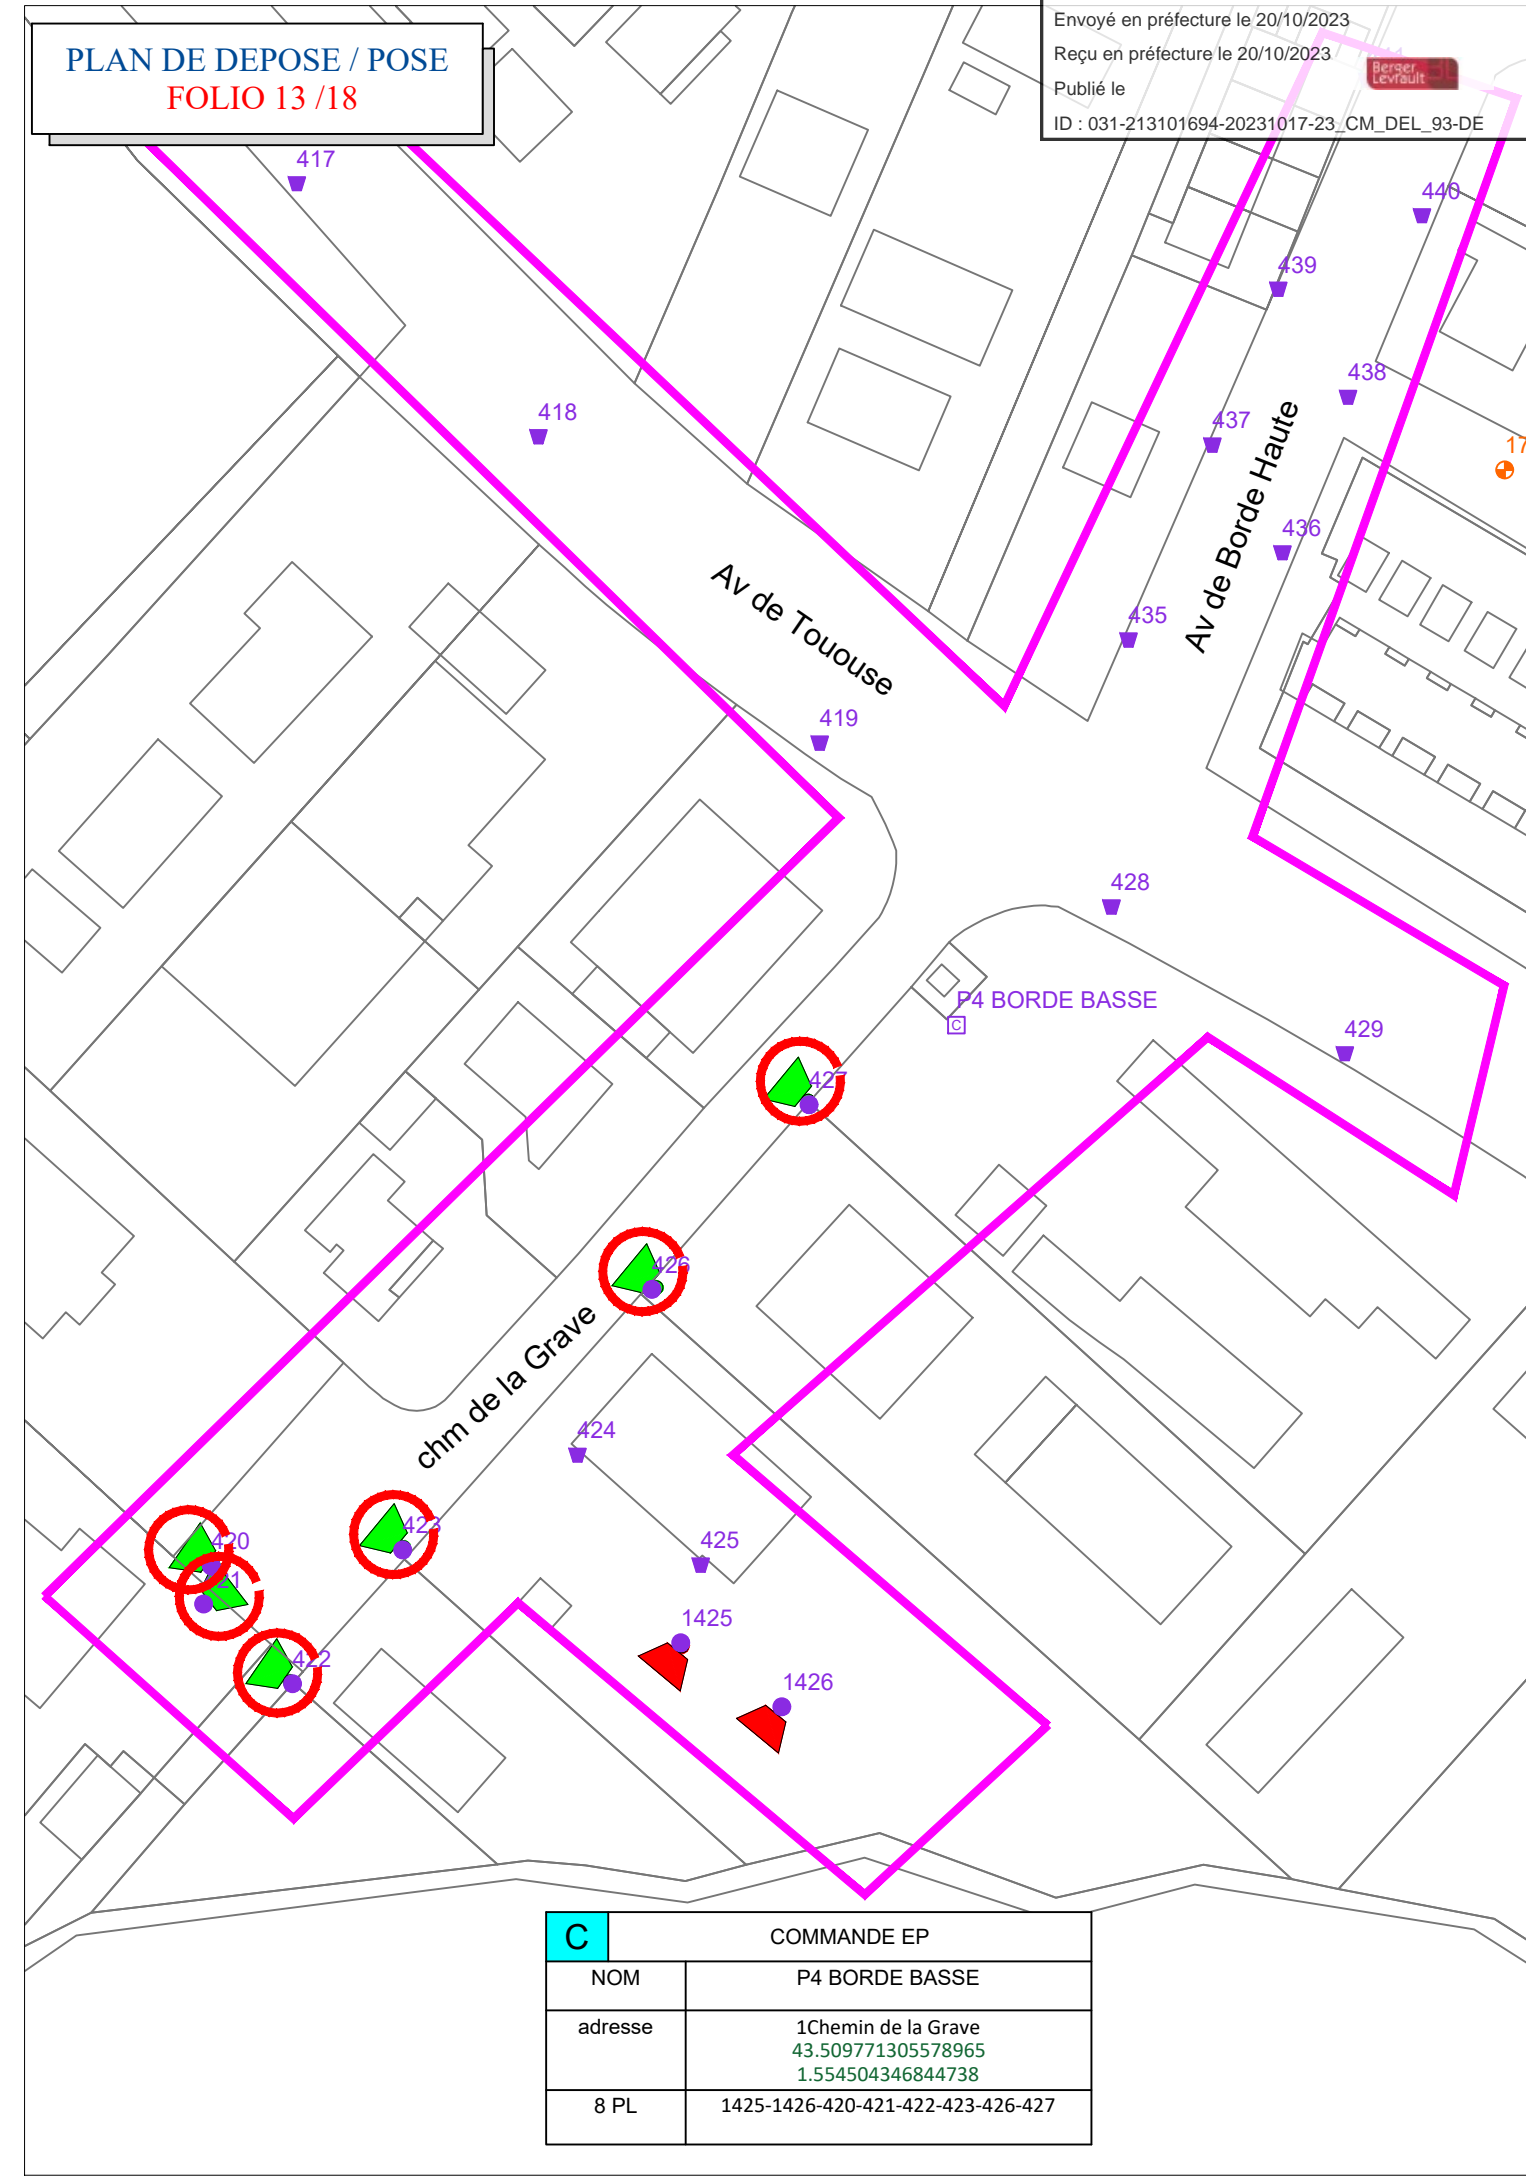 PLAN DE DEPOSE / POSE
FOLIO 13 /18
Envoyé en préfecture le 20/10/2023
Reçu en préfecture le 20/10/2023
Publié le
Berger
Levrault
ID : 031-213101694-20231017-23_CM_DEL_93-DE
417
440
439
438
418
437
17
436
435
Av de Borde Haute
Av de Tououse
419
428
P4 BORDE BASSE
C
429
427
426
chm de la Grave
424
423
420
425
21
1425
422
1426
C
COMMANDE EP
NOM
P4 BORDE BASSE
adresse
1Chemin de la Grave
43.509771305578965
1.554504346844738
8 PL
1425-1426-420-421-422-423-426-427